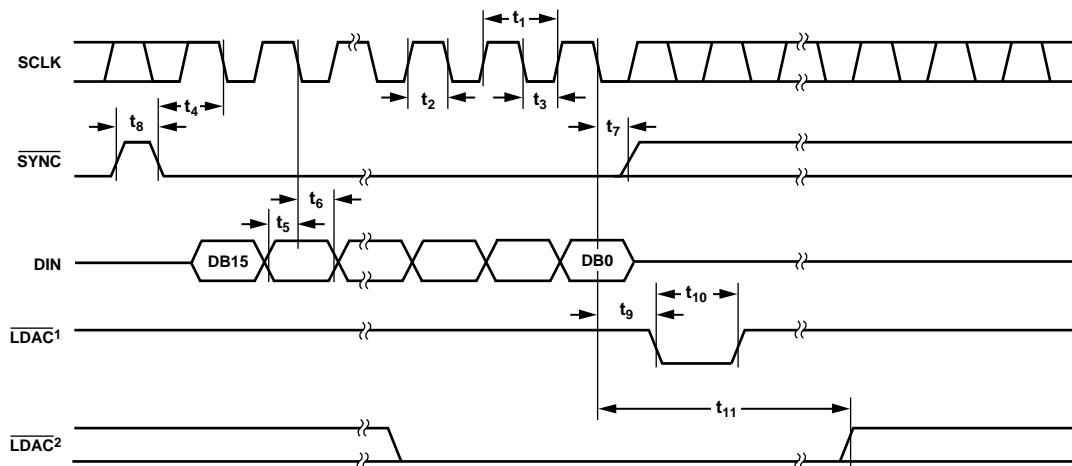 t1
SCLK
t2
t3
t4
t7
t8
SYNC
t6
t5
DIN
DB15
DB0
t10
t9
LDAC1
t11
LDAC2